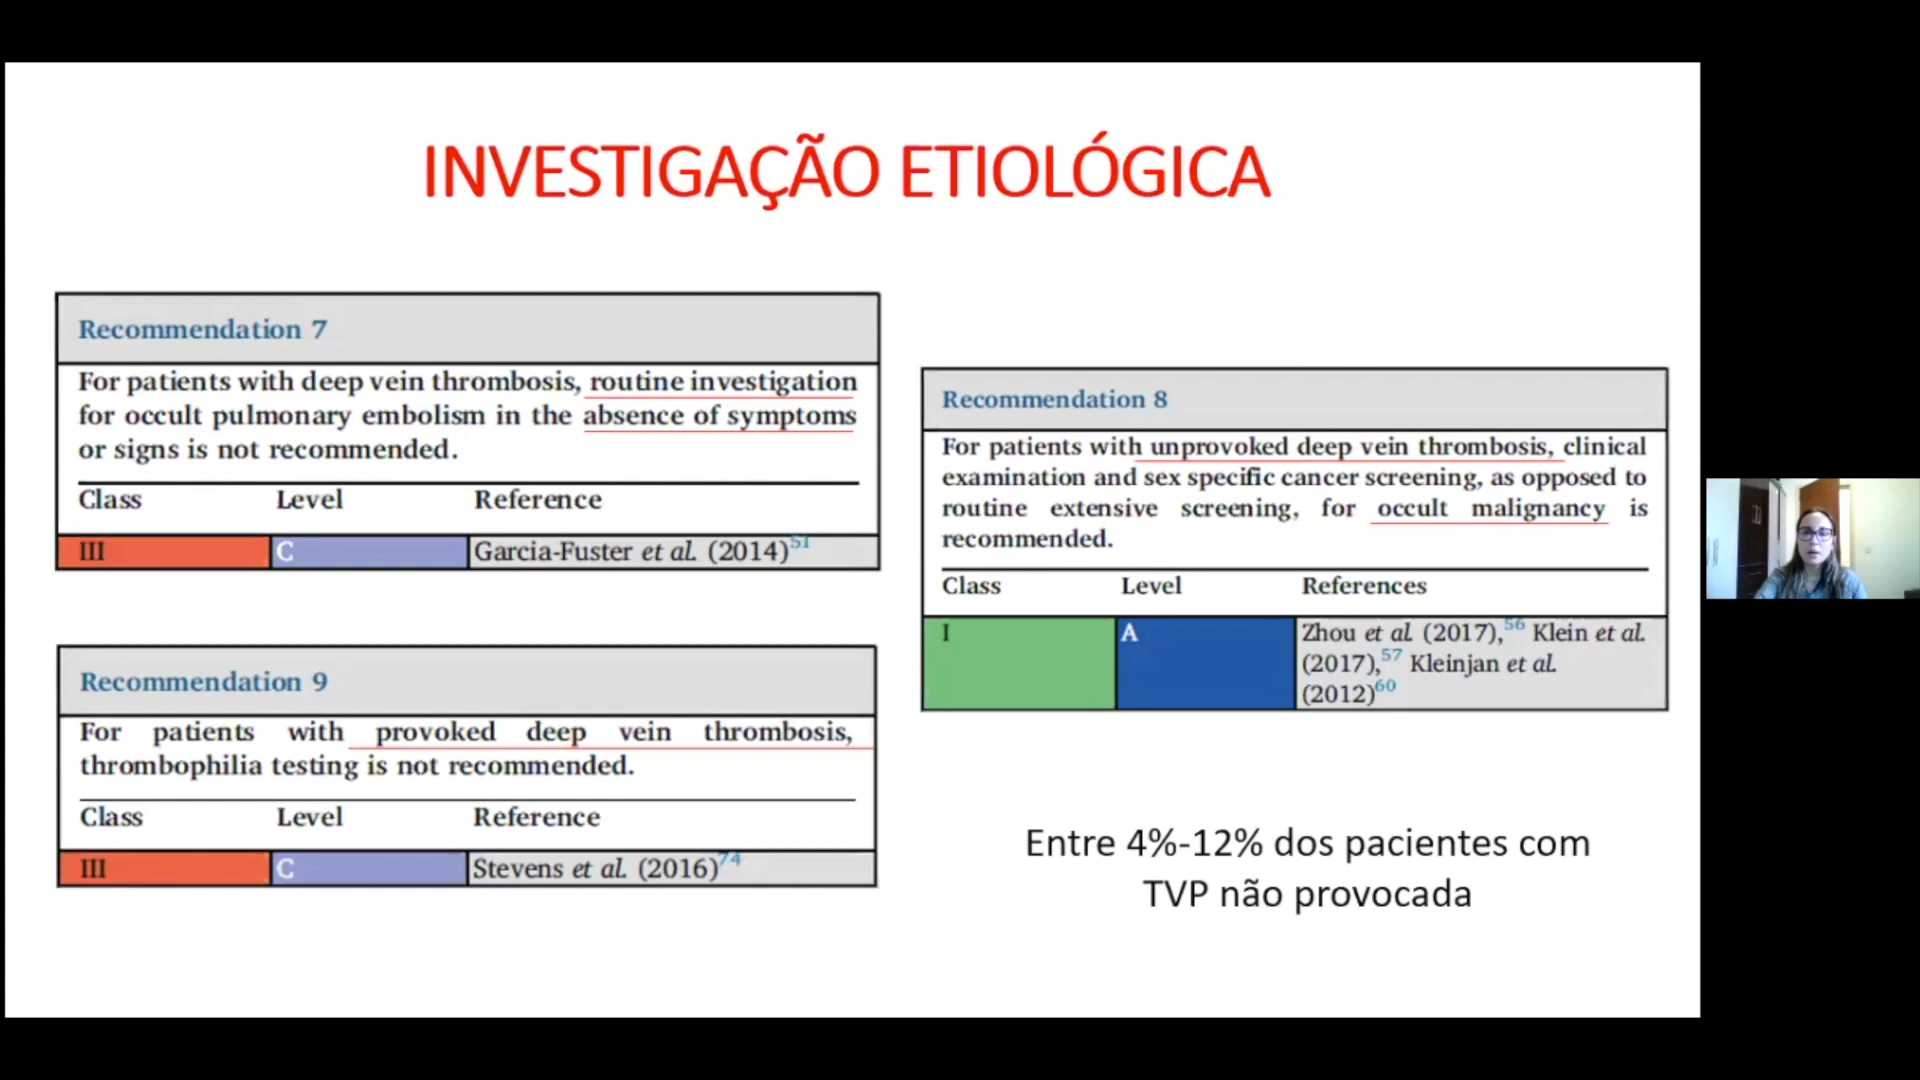 INVESTIGAÇÃO ETIOLÓGICA
Recommendation 7
For patients with deep vein thrombosis, routine investigation
for occult pulmonary embolism in the absence of symptoms
or signs is not recommended.
Class Level Reference
III C Garcia-Fuster et al. (2014)51
Recommendation 8
For patients with unprovoked deep vein thrombosis, clinical
examination and sex specific cancer screening, as opposed to
routine extensive screening, for occult malignancy is
recommended.
Class Level References
I A Zhou et al. (2017),56 Klein et al.
(2017),57 Kleinjan et al.
(2012)60
Recommendation 9
For patients with provoked deep vein thrombosis,
thrombophilia testing is not recommended.
Class Level Reference
III C Stevens et al. (2016)74
Entre 4%-12% dos pacientes com
TVP não provocada